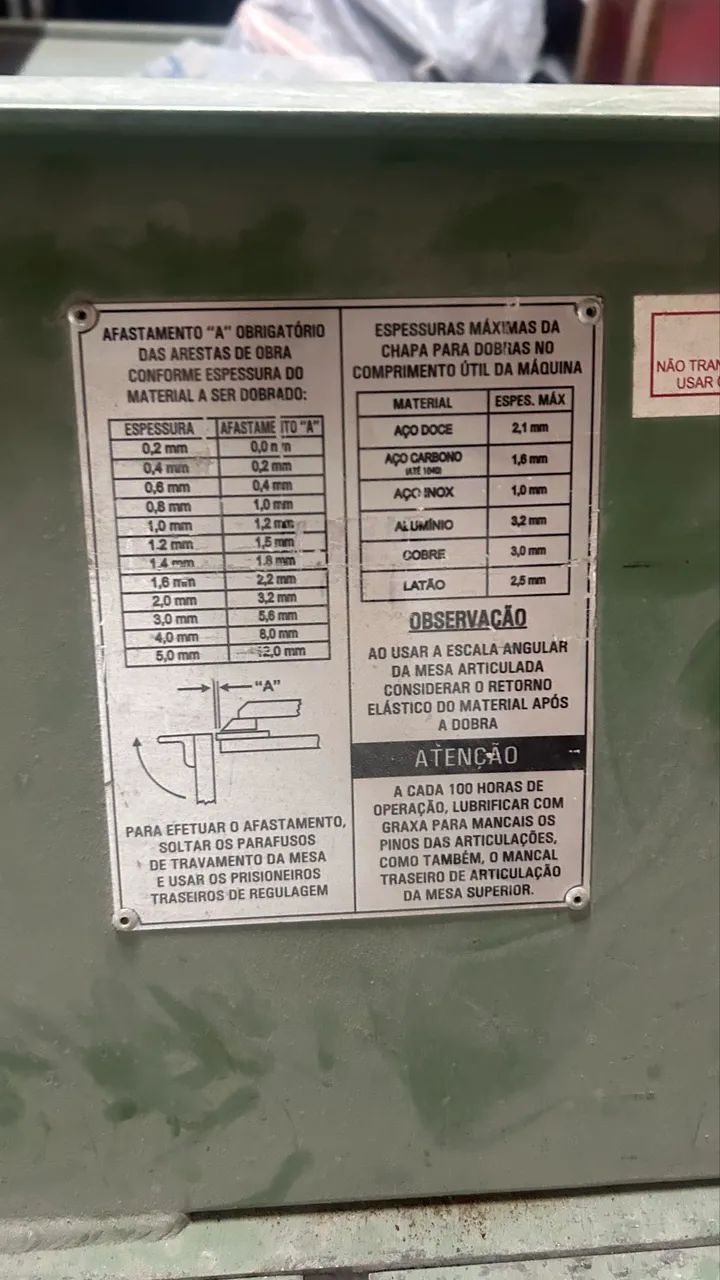 AFASTAMENTO "A" OBRIGATÓRIO
DAS ARESTAS DE OBRA
CONFORME ESPESSURA DO
MATERIAL A SER DOBRADO:
ESPESSURA AFASTAME ITO "A"
0,2 mm 0,0 mm
0,4 mm 0,2 mm
0,6 mm 0,4 mm
0,8 mm 1,0 mm
1,0 mm 1,2 mm
1.2 mm 1,5 mm
1.4 mm 1.8 mm
1,6 mm 2,2 mm
2,0 mm 3,2 mm
3,0 mm 5,6 mm
4,0 mm 8,0 mm
5,0 mm 12,0 mm
"A"
PARA EFETUAR O AFASTAMENTO,
SOLTAR OS PARAFUSOS
DE TRAVAMENTO DA MESA
E USAR OS PRISIONEIROS
TRASEIROS DE REGULAGEM
ESPESSURAS MÁXIMAS DA
CHAPA PARA DOBRAS NO
COMPRIMENTO ÚTIL DA MÁQUINA
MATERIAL ESPES. MÁX
AÇO DOCE 2,1 mm
AÇO CARBONO 1,6 mm
(ATÉ 1040)
AÇO INOX 1,0 mm
ALUMÍNIO 3,2 mm
COBRE 3,0 mm
LATÃO 2,5 mm
OBSERVAÇÃO
AO USAR A ESCALA ANGULAR
DA MESA ARTICULADA
CONSIDERAR O RETORNO
ELÁSTICO DO MATERIAL APÓS
A DOBRA
ATENÇÃO
A CADA 100 HORAS DE
OPERAÇÃO, LUBRIFICAR COM
GRAXA PARA MANCAIS OS
PINOS DAS ARTICULAÇÕES,
COMO TAMBÉM, O MANCAL
TRASEIRO DE ARTICULAÇÃO
DA MESA SUPERIOR.
NÃO TRAN
USAR